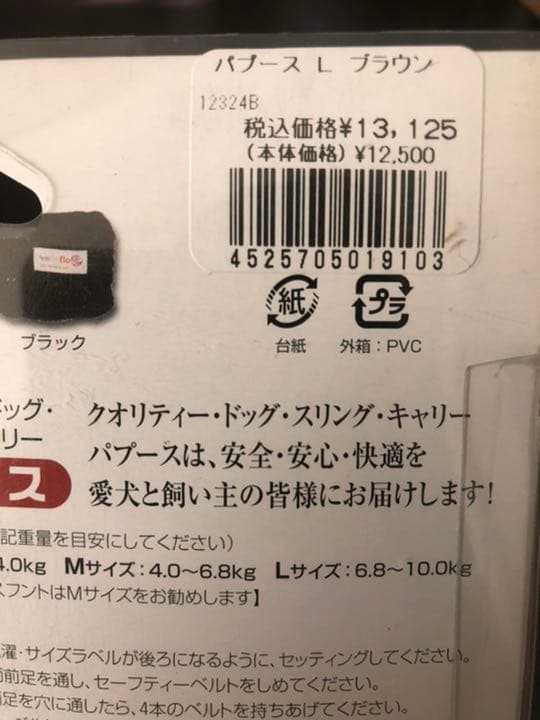 パプース L ブラウン
12324B
税込価格¥13,125
(本体価格) ¥12,500
4525705019103
紙
プラ
台紙
外箱：PVC
ブラック
ッグ・
リー
ス
クオリティー・ドッグ・スリング・キャリー
パプースは、安全・安心・快適を
愛犬と飼い主の皆様にお届けします!
記重量を目安にしてください）
4.0kg Mサイズ：4.0～6.8kg Lサイズ：6.8～10.0kg
スフントはMサイズをお勧めします】
濯・サイズラベルが後ろになるように、セッティングしてください。
前足を通し、セーフティーベルトをしめてください。
足を穴に通したら、4本のベルトを持ちあげてください。